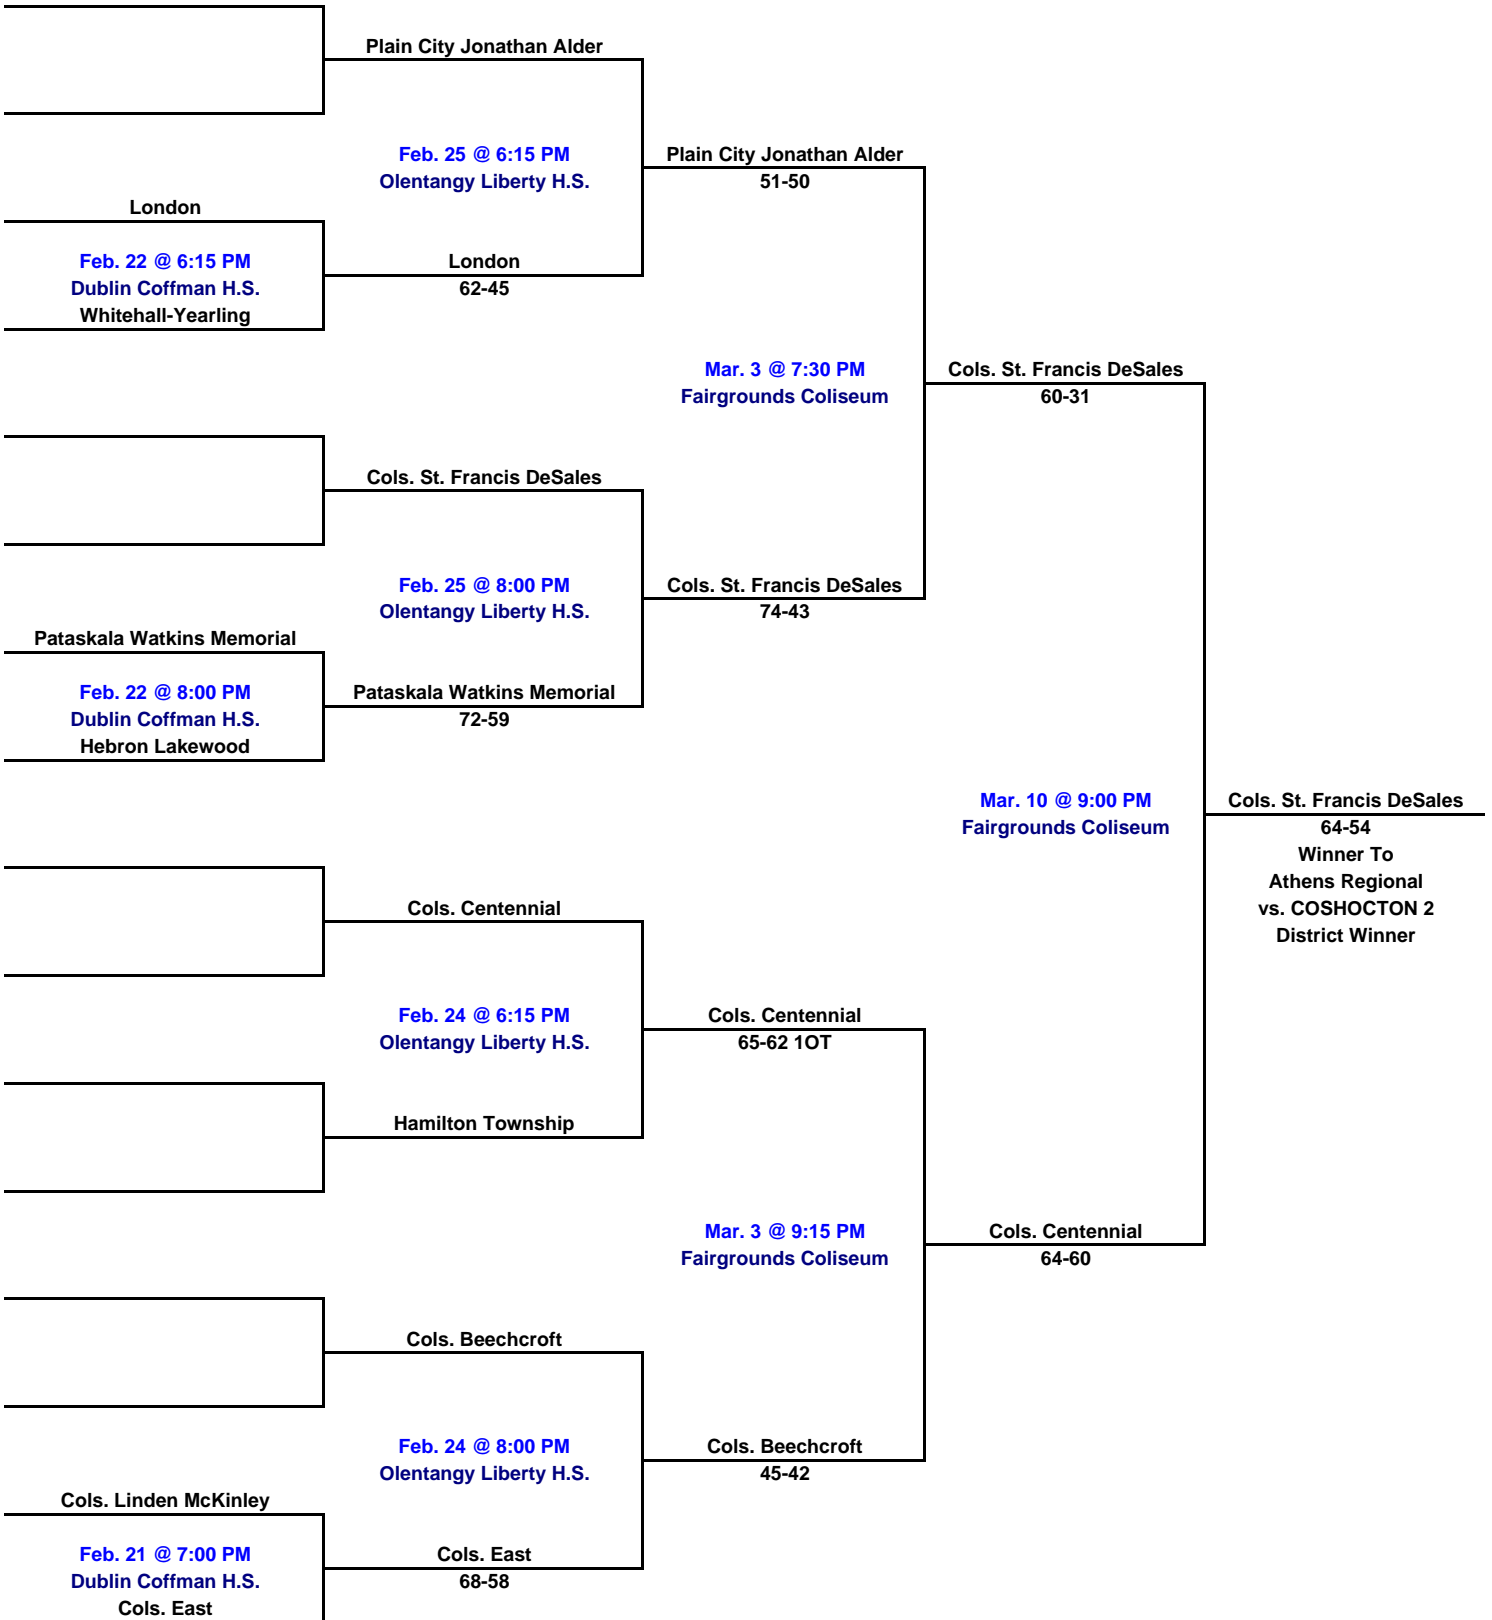 Plain City Jonathan Alder
Feb. 25 @ 6:15 PM
Olentangy Liberty H.S.
Plain City Jonathan Alder
51-50
London
Feb. 22 @ 6:15 PM
Dublin Coffman H.S.
Whitehall-Yearling
London
62-45
Mar. 3 @ 7:30 PM
Fairgrounds Coliseum
Cols. St. Francis DeSales
60-31
Cols. St. Francis DeSales
Feb. 25 @ 8:00 PM
Olentangy Liberty H.S.
Cols. St. Francis DeSales
74-43
Pataskala Watkins Memorial
Feb. 22 @ 8:00 PM
Dublin Coffman H.S.
Hebron Lakewood
Pataskala Watkins Memorial
72-59
Mar. 10 @ 9:00 PM
Fairgrounds Coliseum
Cols. St. Francis DeSales
64-54
Winner To
Athens Regional
vs. COSHOCTON 2
District Winner
Cols. Centennial
Feb. 24 @ 6:15 PM
Olentangy Liberty H.S.
Cols. Centennial
65-62 1OT
Hamilton Township
Mar. 3 @ 9:15 PM
Fairgrounds Coliseum
Cols. Centennial
64-60
Cols. Beechcroft
Feb. 24 @ 8:00 PM
Olentangy Liberty H.S.
Cols. Beechcroft
45-42
Cols. Linden McKinley
Feb. 21 @ 7:00 PM
Dublin Coffman H.S.
Cols. East
Cols. East
68-58